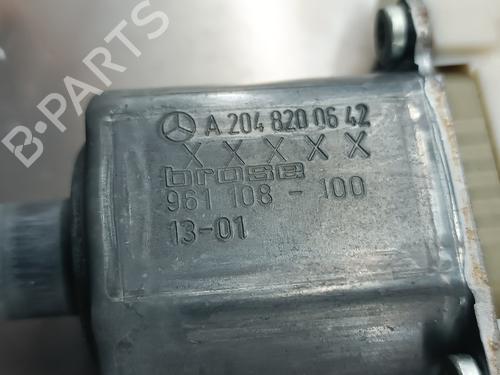 A 204 820 06 42
X X X X X
brose
961 108 - 100
13-01
B-PARTS